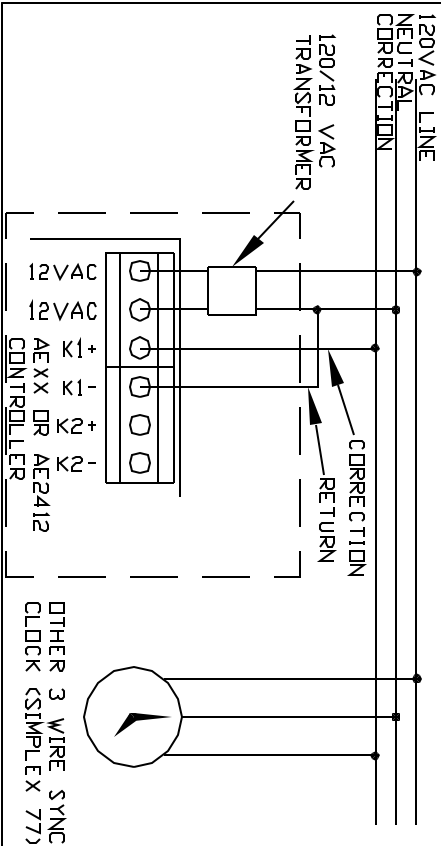 120VAC LINE
NEUTRAL
CORRECTION
120/12 VAC
TRANSFORMER
12VAC
12VAC
K1+
K1-
K2+
K2-
AEXX OR AE2412
CONTROLLER
CORRECTION
RETURN
OTHER 3 WIRE SYNC
CLOCK (SIMPLEX 77)